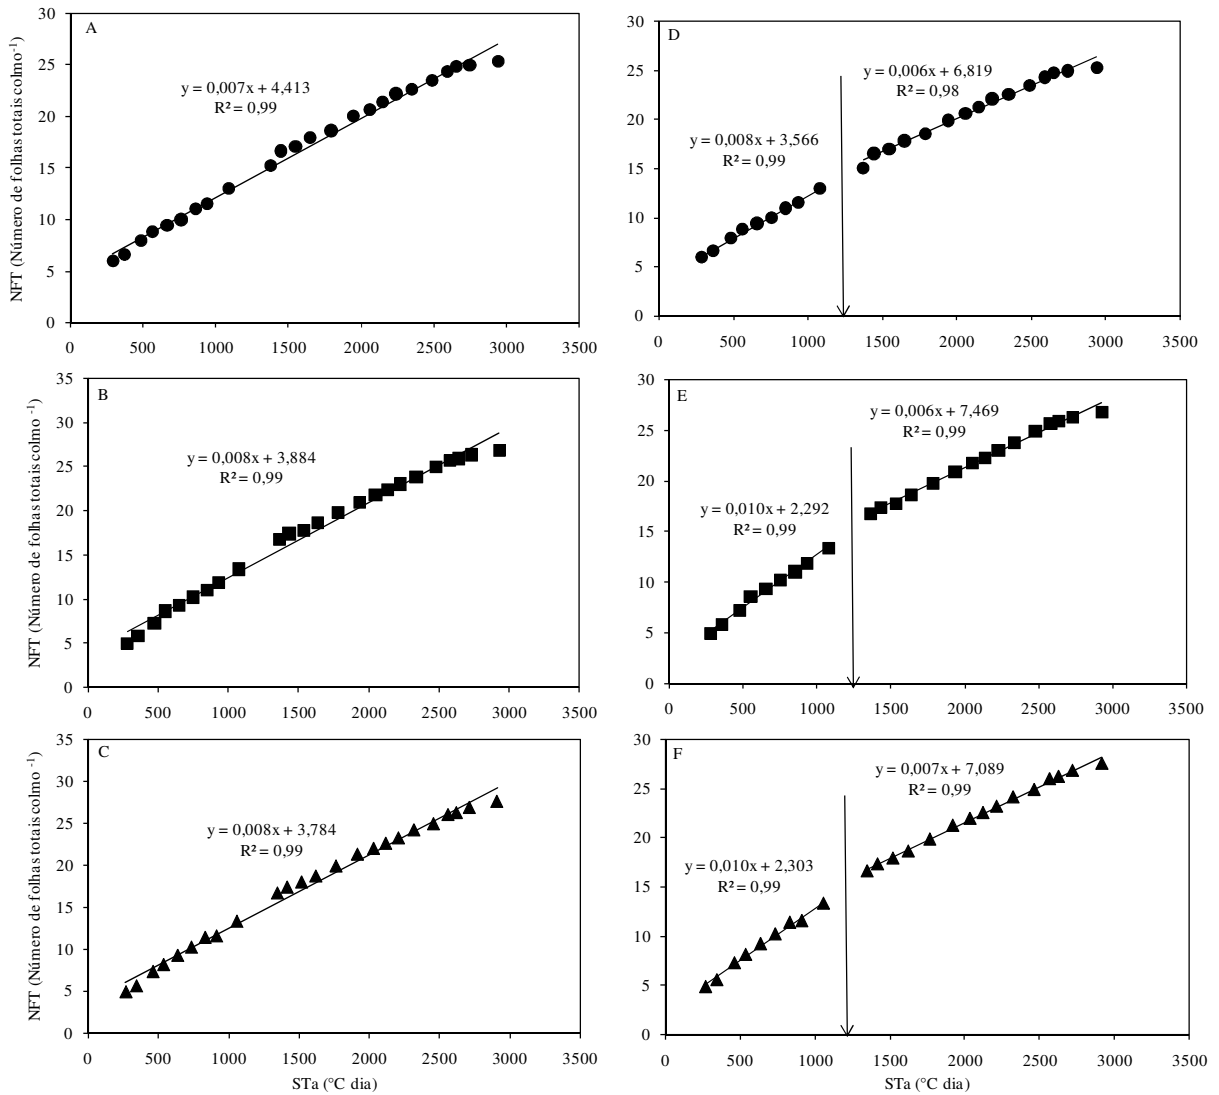 A
y = 0,007x + 4,413
R² = 0,99
NFT (Número de folhas totais colmo⁻¹)
30
25
20
15
10
5
0
0 500 1000 1500 2000 2500 3000 3500
D
y = 0,006x + 6,819
R² = 0,98
y = 0,008x + 3,566
R² = 0,99
30
25
20
15
10
5
0
0 500 1000 1500 2000 2500 3000 3500
B
y = 0,008x + 3,884
R² = 0,99
NFT (Número de folhas totais colmo ⁻¹)
35
30
25
20
15
10
5
0
0 500 1000 1500 2000 2500 3000 3500
E
y = 0,006x + 7,469
R² = 0,99
y = 0,010x + 2,292
R² = 0,99
30
25
20
15
10
5
0
0 500 1000 1500 2000 2500 3000 3500
C
y = 0,008x + 3,784
R² = 0,99
NFT (Número de folhas totais colmo⁻¹)
35
30
25
20
15
10
5
0
0 500 1000 1500 2000 2500 3000 3500
STa (°C dia)
F
y = 0,007x + 7,089
R² = 0,99
y = 0,010x + 2,303
R² = 0,99
30
25
20
15
10
5
0
0 500 1000 1500 2000 2500 3000 3500
STa (°C dia)